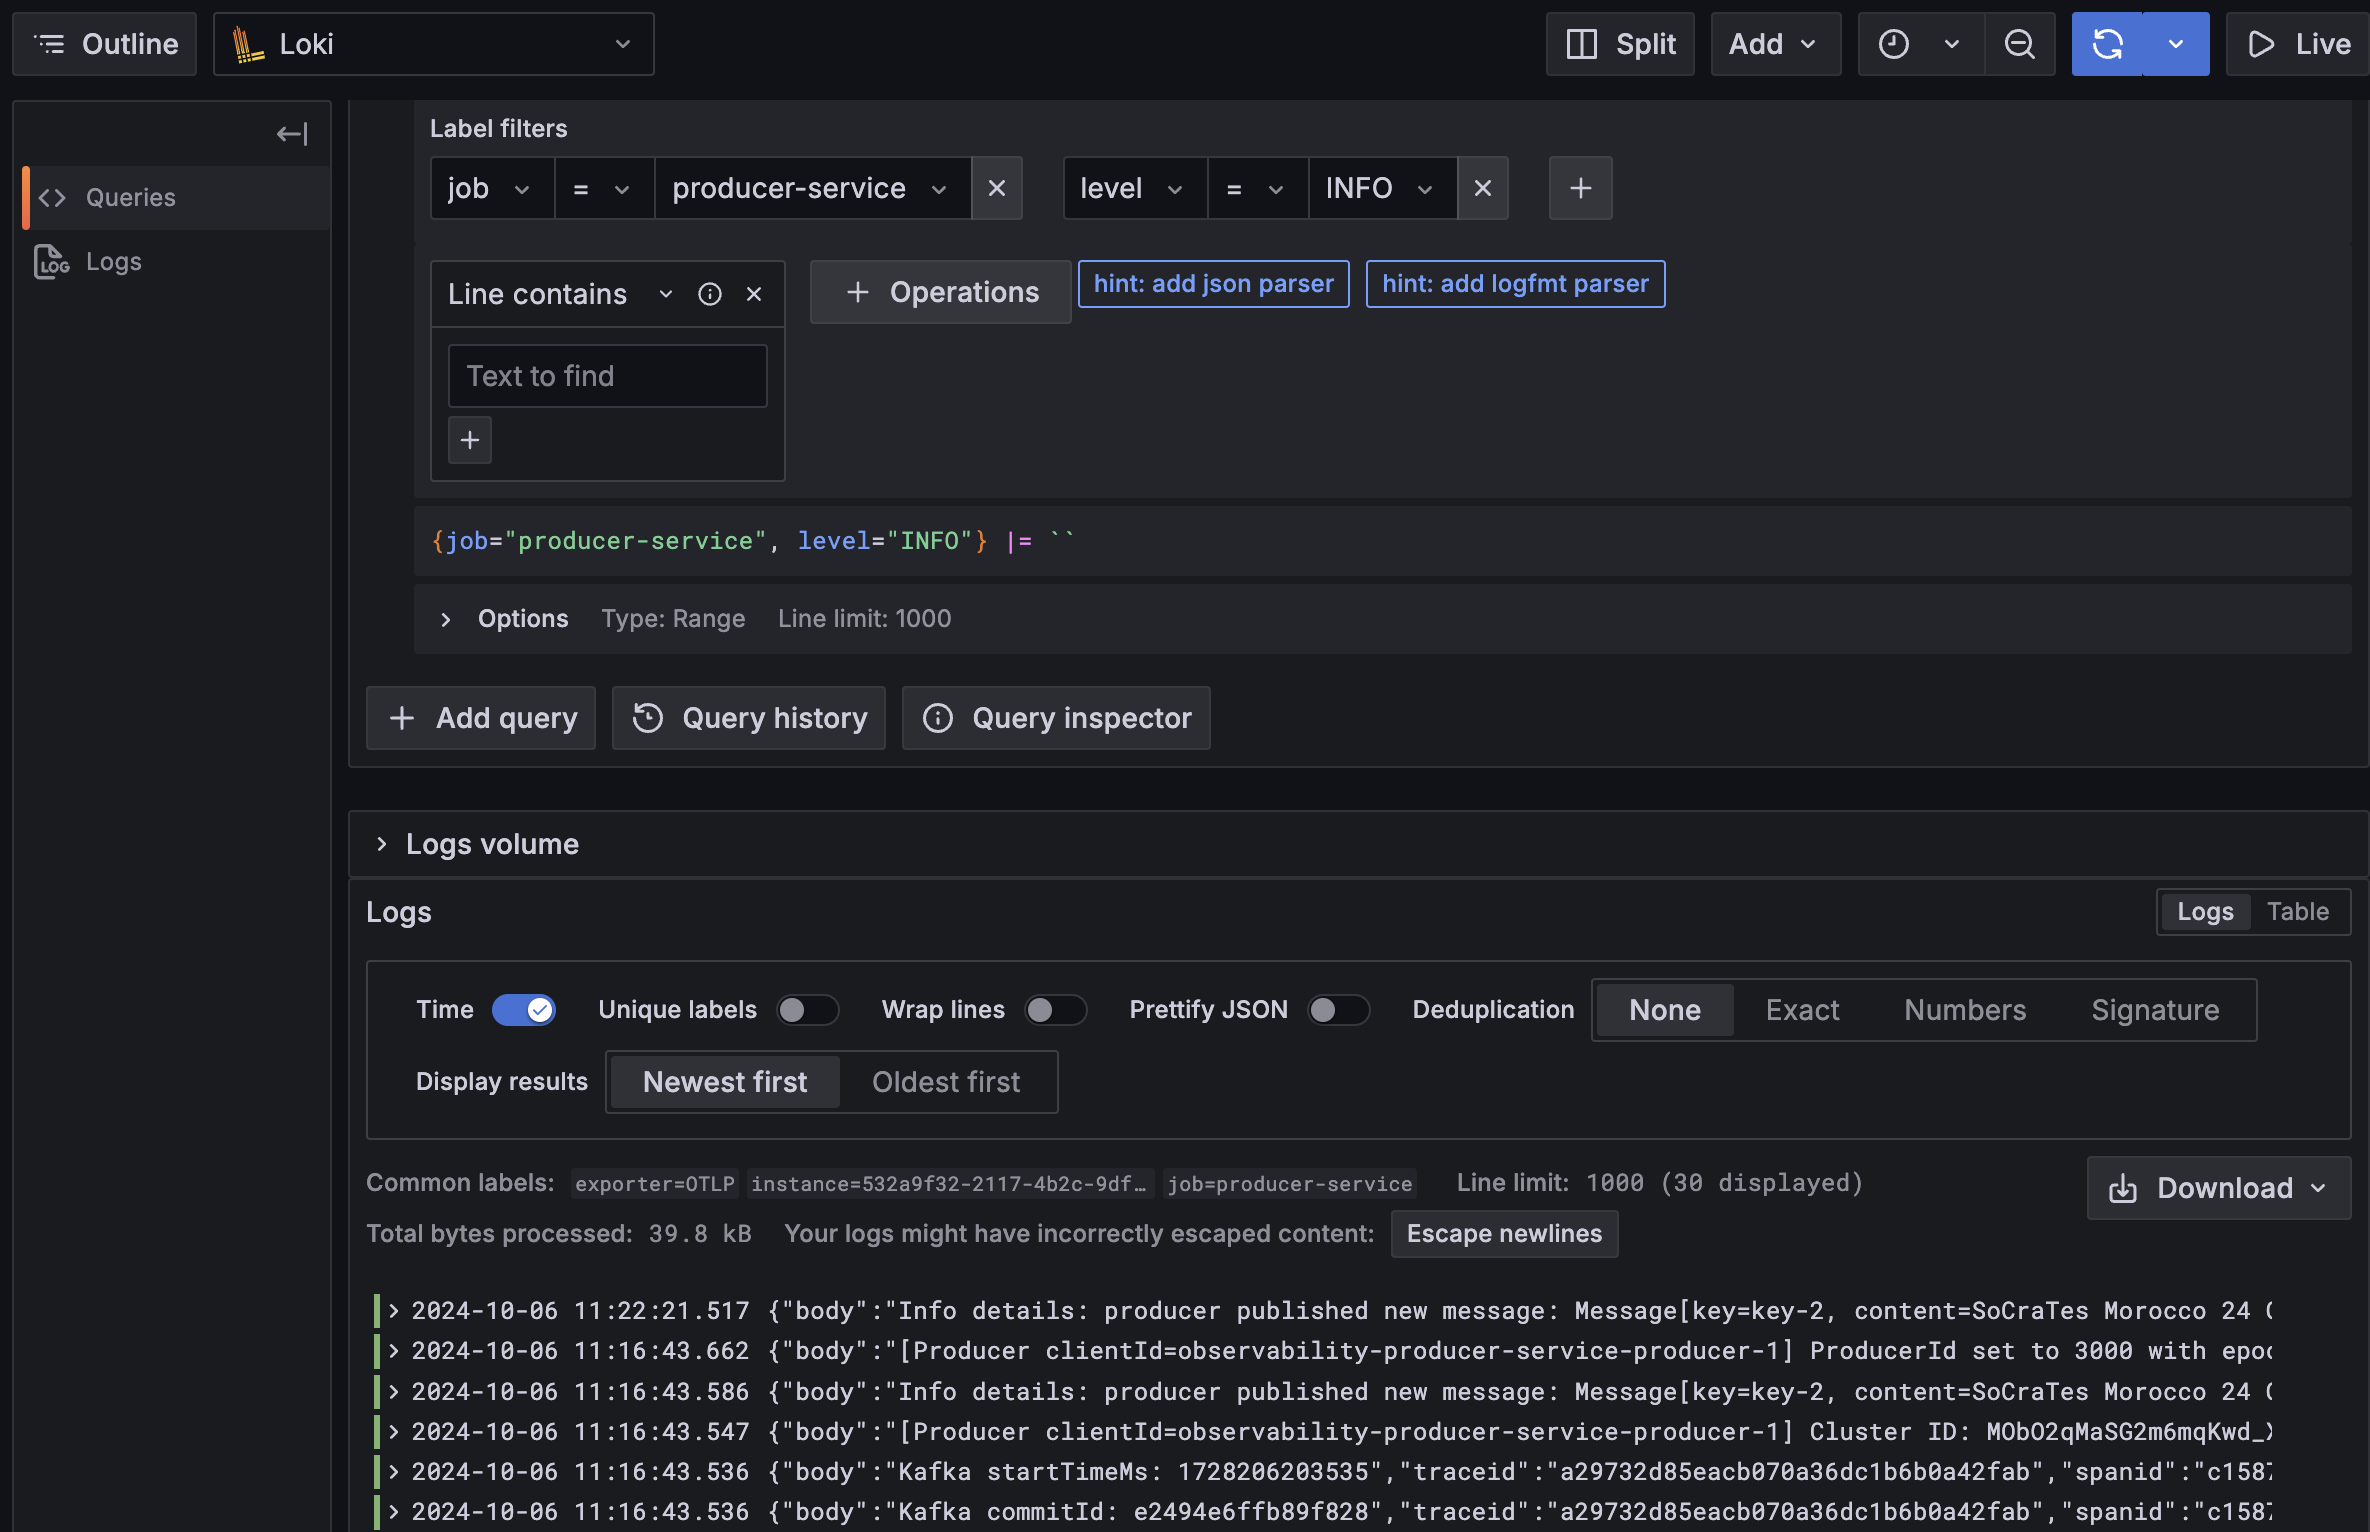 Outline Loki Split Add Live
Queries
Logs
Label filters
job = producer-service level = INFO
Line contains Operations hint: add json parser hint: add logfmt parser
Text to find
{job="producer-service", level="INFO"} |= ``
Options Type: Range Line limit: 1000
Add query Query history Query inspector
Logs volume
Logs Logs Table
Time Unique labels Wrap lines Prettify JSON Deduplication None Exact Numbers Signature
Display results Newest first Oldest first
Common labels: exporter=OTLP instance=532a9f32-2117-4b2c-9df… job=producer-service Line limit: 1000 (30 displayed) Download
Total bytes processed: 39.8 kB Your logs might have incorrectly escaped content: Escape newlines
2024-10-06 11:22:21.517 {"body":"Info details: producer published new message: Message[key=key-2, content=SoCraTes Morocco 24
2024-10-06 11:16:43.662 {"body":"[Producer clientId=observability-producer-service-producer-1] ProducerId set to 3000 with epoc
2024-10-06 11:16:43.586 {"body":"Info details: producer published new message: Message[key=key-2, content=SoCraTes Morocco 24
2024-10-06 11:16:43.547 {"body":"[Producer clientId=observability-producer-service-producer-1] Cluster ID: MObO2qMaSG2m6mqKwd_X
2024-10-06 11:16:43.536 {"body":"Kafka startTimeMs: 1728206203535","traceid":"a29732d85eacb070a36dc1b6b0a42fab","spanid":"c1587
2024-10-06 11:16:43.536 {"body":"Kafka commitId: e2494e6ffb89f828","traceid":"a29732d85eacb070a36dc1b6b0a42fab","spanid":"c1587